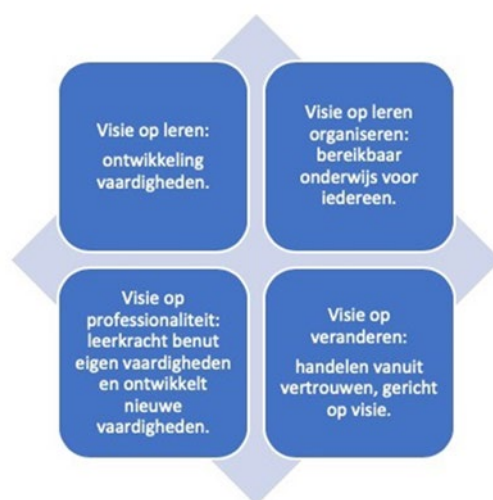 Visie op leren:
ontwikkeling
vaardigheden.
Visie op leren
organiseren:
bereikbaar
onderwijs voor
iedereen.
Visie op
professionaliteit:
leerkracht benut
eigen vaardigheden
en ontwikkelt
nieuwe
vaardigheden.
Visie op
veranderen:
handelen vanuit
vertrouwen, gericht
op visie.